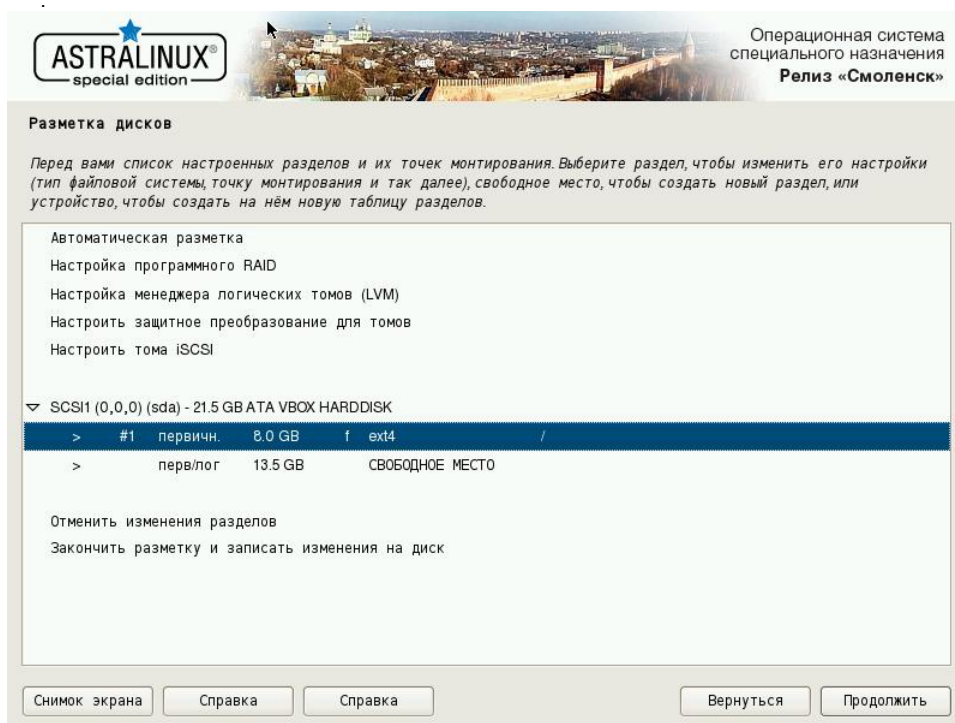 ASTRALINUX®
special edition
Операционная система
специального назначения
Релиз «Смоленск»
Разметка дисков
Перед вами список настроенных разделов и их точек монтирования. Выберите раздел, чтобы изменить его настройки
(тип файловой системы, точку монтирования и так далее), свободное место, чтобы создать новый раздел, или
устройство, чтобы создать на нём новую таблицу разделов.
Автоматическая разметка
Настройка программного RAID
Настройка менеджера логических томов (LVM)
Настроить защитное преобразование для томов
Настроить тома iSCSI
SCSI1 (0,0,0) (sda) - 21.5 GB ATA VBOX HARDDISK
> #1 первичн. 8.0 GB f ext4 /
> перв/лог 13.5 GB СВОБОДНОЕ МЕСТО
Отменить изменения разделов
Закончить разметку и записать изменения на диск
Снимок экрана Справка Справка Вернуться Продолжить